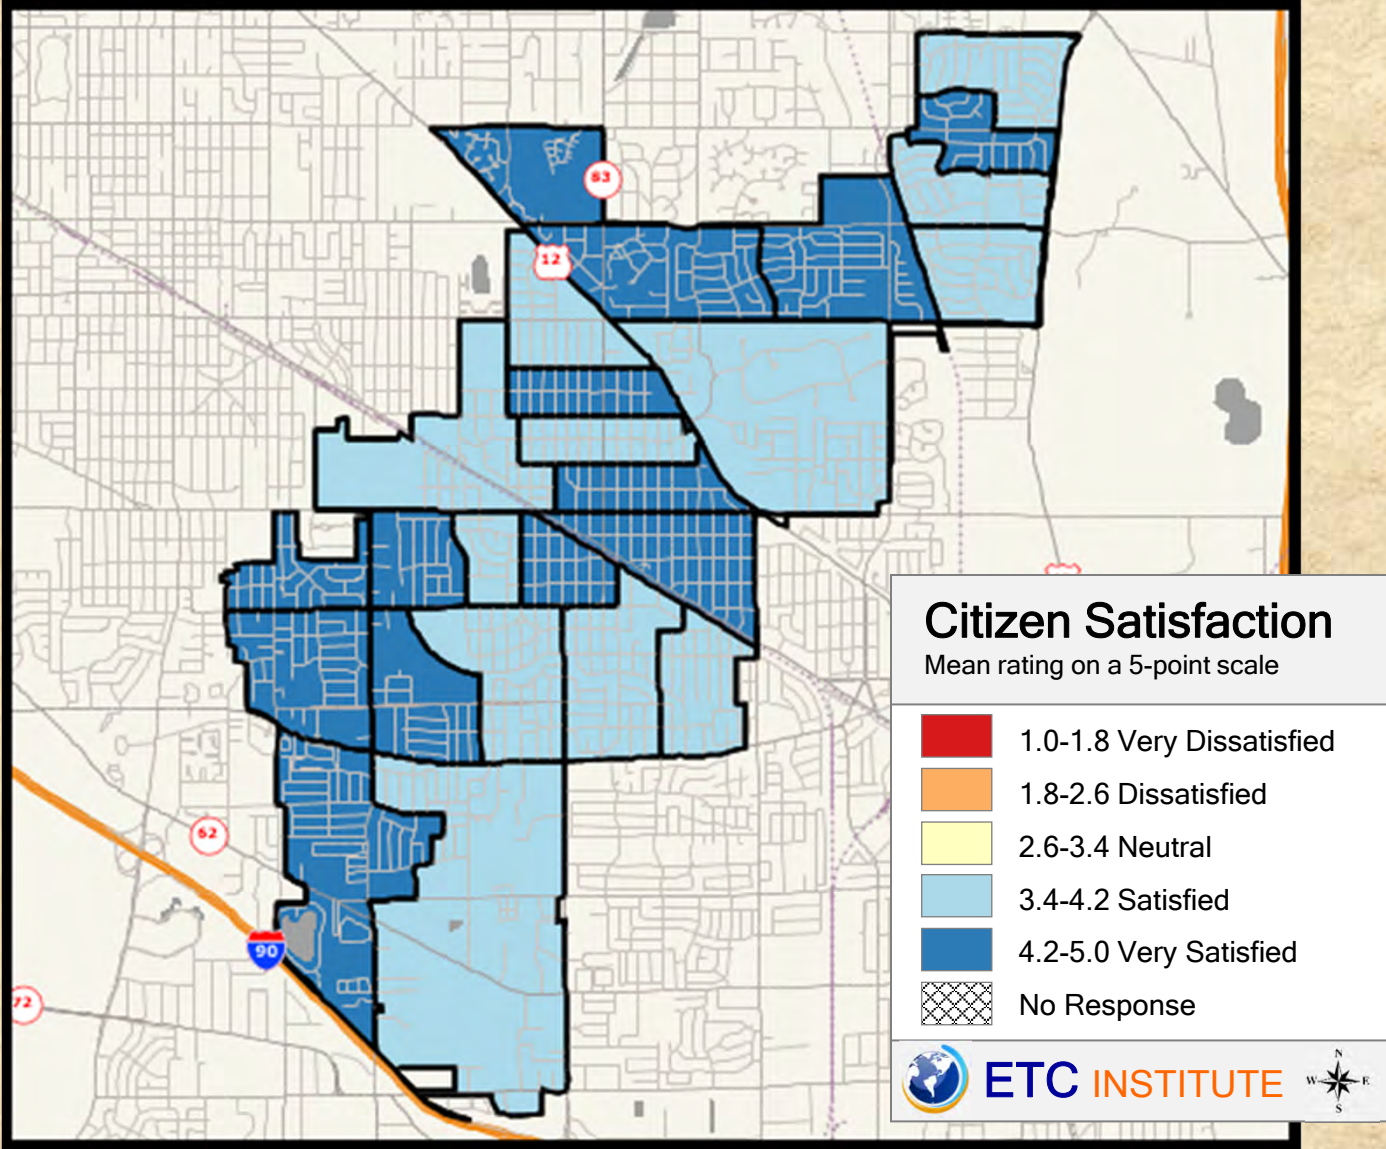 83
12
62
90
72
Citizen Satisfaction
Mean rating on a 5-point scale
1.0-1.8 Very Dissatisfied
1.8-2.6 Dissatisfied
2.6-3.4 Neutral
3.4-4.2 Satisfied
4.2-5.0 Very Satisfied
No Response
ETC INSTITUTE
N
W E
S